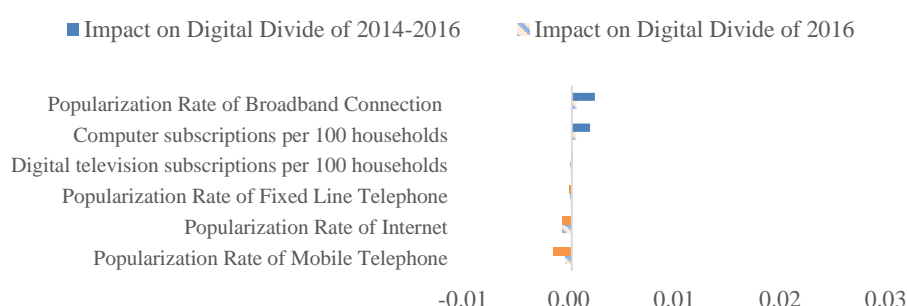 Impact on Digital Divide of 2014-2016 Impact on Digital Divide of 2016
Popularization Rate of Broadband Connection
Computer subscriptions per 100 households
Digital television subscriptions per 100 households
Popularization Rate of Fixed Line Telephone
Popularization Rate of Internet
Popularization Rate of Mobile Telephone
-0.01 0.00 0.01 0.02 0.03